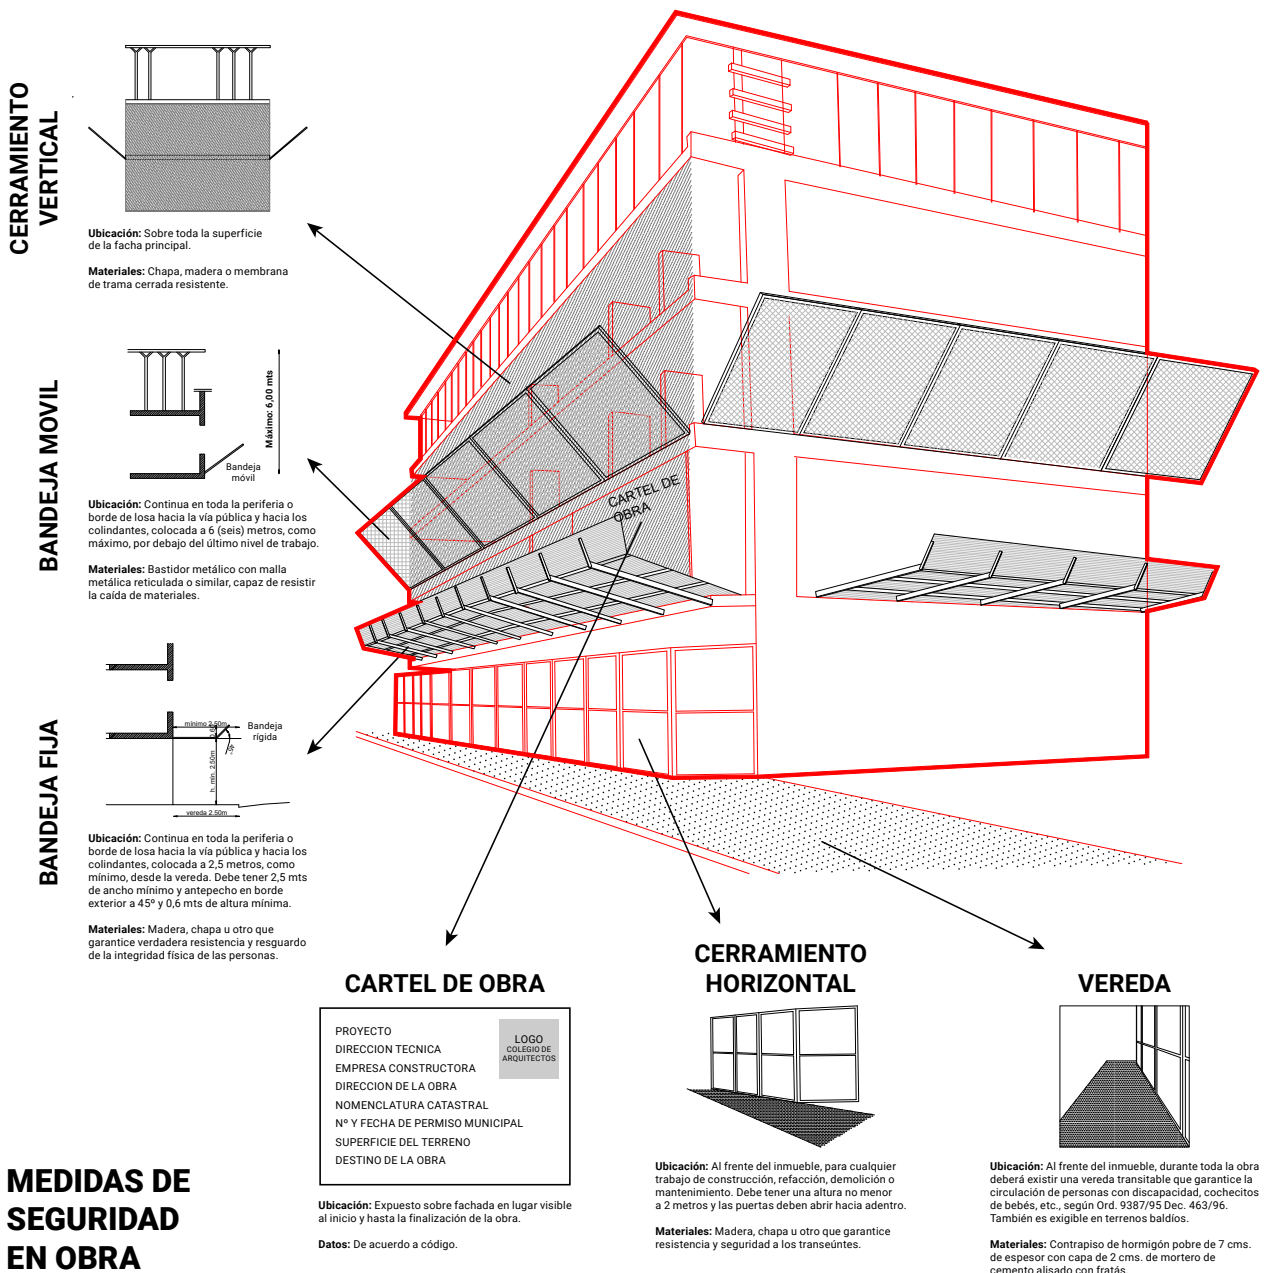 CERRAMIENTO
VERTICAL
Ubicación: Sobre toda la superficie
de la facha principal.
Materiales: Chapa, madera o membrana
de trama cerrada resistente.
BANDEJA MOVIL
Máximo: 6,00 mts
Bandeja
móvil
Ubicación: Continua en toda la periferia o
borde de losa hacia la vía pública y hacia los
colindantes, colocada a 6 (seis) metros, como
máximo, por debajo del último nivel de trabajo.
Materiales: Bastidor metálico con malla
metálica reticulada o similar, capaz de resistir
la caída de materiales.
BANDEJA FIJA
mínimo 2.50m
Bandeja
rígida
0.60
45°
h. min. 2.50m
vereda 2.50m
Ubicación: Continua en toda la periferia o
borde de losa hacia la vía pública y hacia los
colindantes, colocada a 2,5 metros, como
mínimo, desde la vereda. Debe tener 2,5 mts
de ancho mínimo y antepecho en borde
exterior a 45º y 0,6 mts de altura mínima.
Materiales: Madera, chapa u otro que
garantice verdadera resistencia y resguardo
de la integridad física de las personas.
CARTEL DE
OBRA
CARTEL DE OBRA
PROYECTO
DIRECCION TECNICA
EMPRESA CONSTRUCTORA
DIRECCION DE LA OBRA
NOMENCLATURA CATASTRAL
Nº Y FECHA DE PERMISO MUNICIPAL
SUPERFICIE DEL TERRENO
DESTINO DE LA OBRA
LOGO
COLEGIO DE
ARQUITECTOS
Ubicación: Expuesto sobre fachada en lugar visible
al inicio y hasta la finalización de la obra.
Datos: De acuerdo a código.
CERRAMIENTO
HORIZONTAL
Ubicación: Al frente del inmueble, para cualquier
trabajo de construcción, refacción, demolición o
mantenimiento. Debe tener una altura no menor
a 2 metros y las puertas deben abrir hacia adentro.
Materiales: Madera, chapa u otro que garantice
resistencia y seguridad a los transeúntes.
VEREDA
Ubicación: Al frente del inmueble, durante toda la obra
deberá existir una vereda transitable que garantice la
circulación de personas con discapacidad, cochecitos
de bebés, etc., según Ord. 9387/95 Dec. 463/96.
También es exigible en terrenos baldíos.
Materiales: Contrapiso de hormigón pobre de 7 cms.
de espesor con capa de 2 cms. de mortero de
cemento alisado con fratás.
MEDIDAS DE
SEGURIDAD
EN OBRA